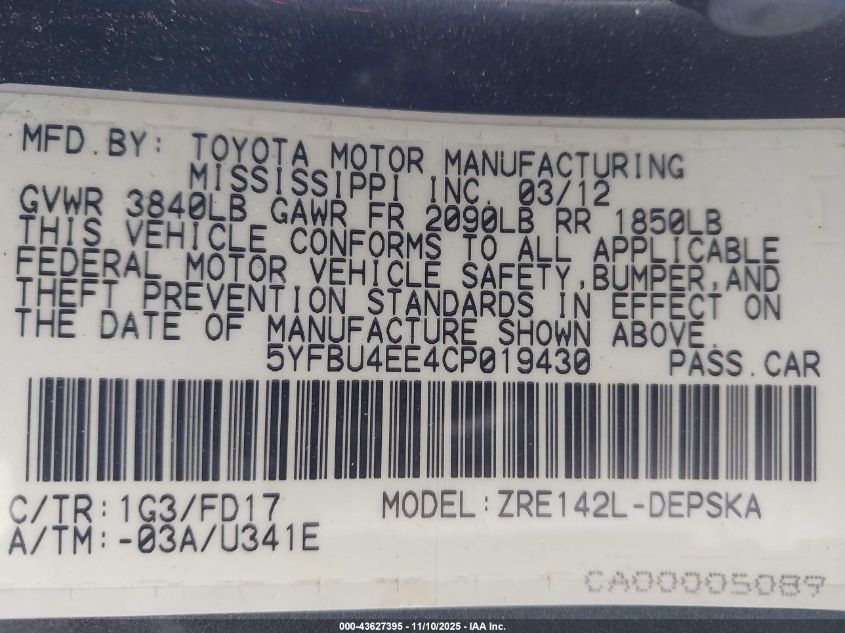 MFD.BY: TOYOTA MOTOR MANUFACTURING
MISSISSIPPI INC. 03/12
GVWR 3840LB GAWR FR 2090LB RR 1850LB
THIS VEHICLE CONFORMS TO ALL APPLICABLE
FEDERAL MOTOR VEHICLE SAFETY,BUMPER,AND
THEFT PREVENTION STANDARDS IN EFFECT ON
THE DATE OF MANUFACTURE SHOWN ABOVE.
5YFBU4EE4CP019430 PASS.CAR
C/TR:1G3/FD17 MODEL:ZRE142L-DEPSKA
A/TM:-03A/U341E
CA00005089
000-43627395 - 11/10/2025 - IAA Inc.